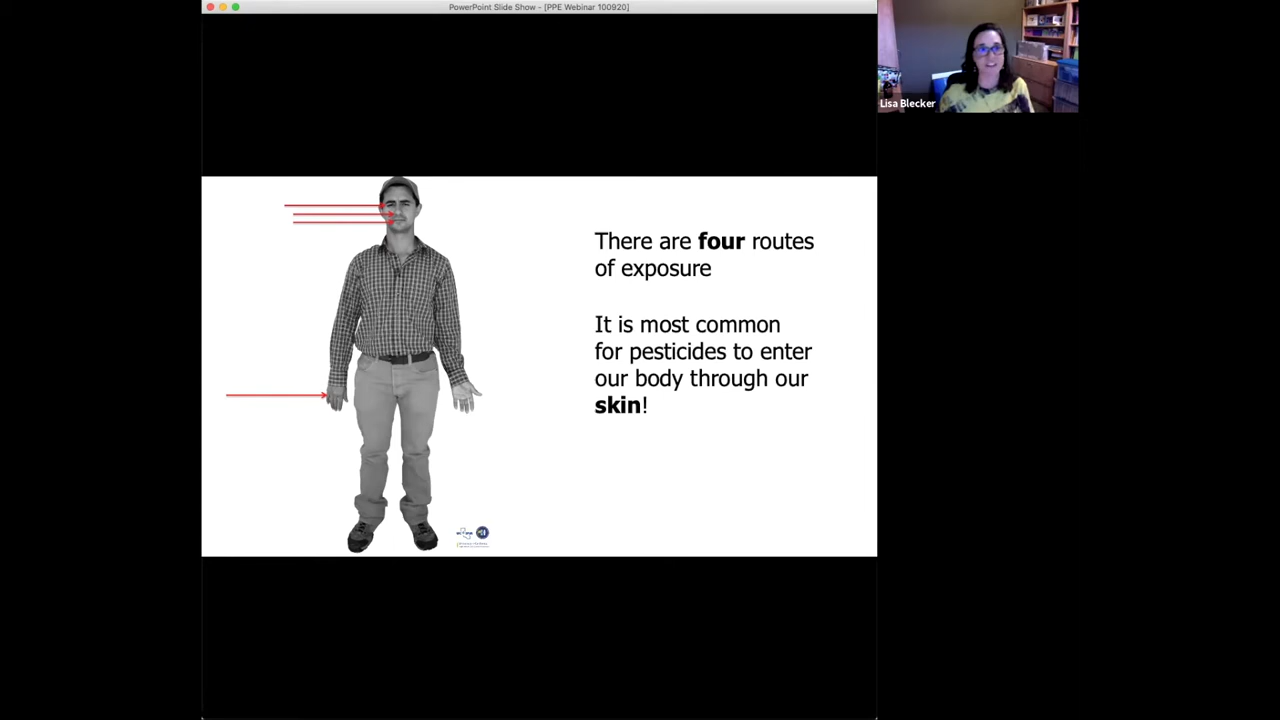 PowerPoint Slide Show - [PPE Webinar 100920]
Lisa Blecker
There are four routes
of exposure
It is most common
for pesticides to enter
our body through our
skin!